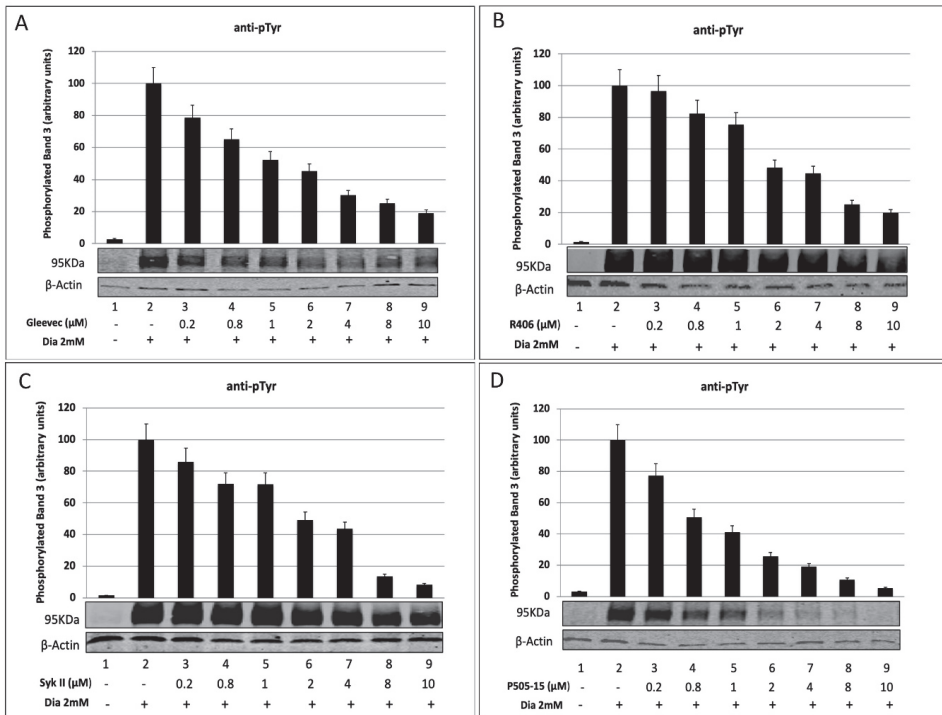 A
anti-pTyr
Phosphorylated Band 3 (arbitrary units)
120
100
80
60
40
20
0
95KDa
β-Actin
1 2 3 4 5 6 7 8 9
Gleevec (µM) - - 0.2 0.8 1 2 4 8 10
Dia 2mM - + + + + + + + +
B
anti-pTyr
Phosphorylated Band 3 (arbitrary units)
120
100
80
60
40
20
0
95KDa
β-Actin
1 2 3 4 5 6 7 8 9
R406 (µM) - - 0.2 0.8 1 2 4 8 10
Dia 2mM - + + + + + + + +
C
anti-pTyr
Phosphorylated Band 3 (arbitrary units)
120
100
80
60
40
20
0
95KDa
β-Actin
1 2 3 4 5 6 7 8 9
Syk II (µM) - - 0.2 0.8 1 2 4 8 10
Dia 2mM - + + + + + + + +
D
anti-pTyr
Phosphorylated Band 3 (arbitrary units)
120
100
80
60
40
20
0
95KDa
β-Actin
1 2 3 4 5 6 7 8 9
P505-15 (µM) - - 0.2 0.8 1 2 4 8 10
Dia 2mM - + + + + + + + +